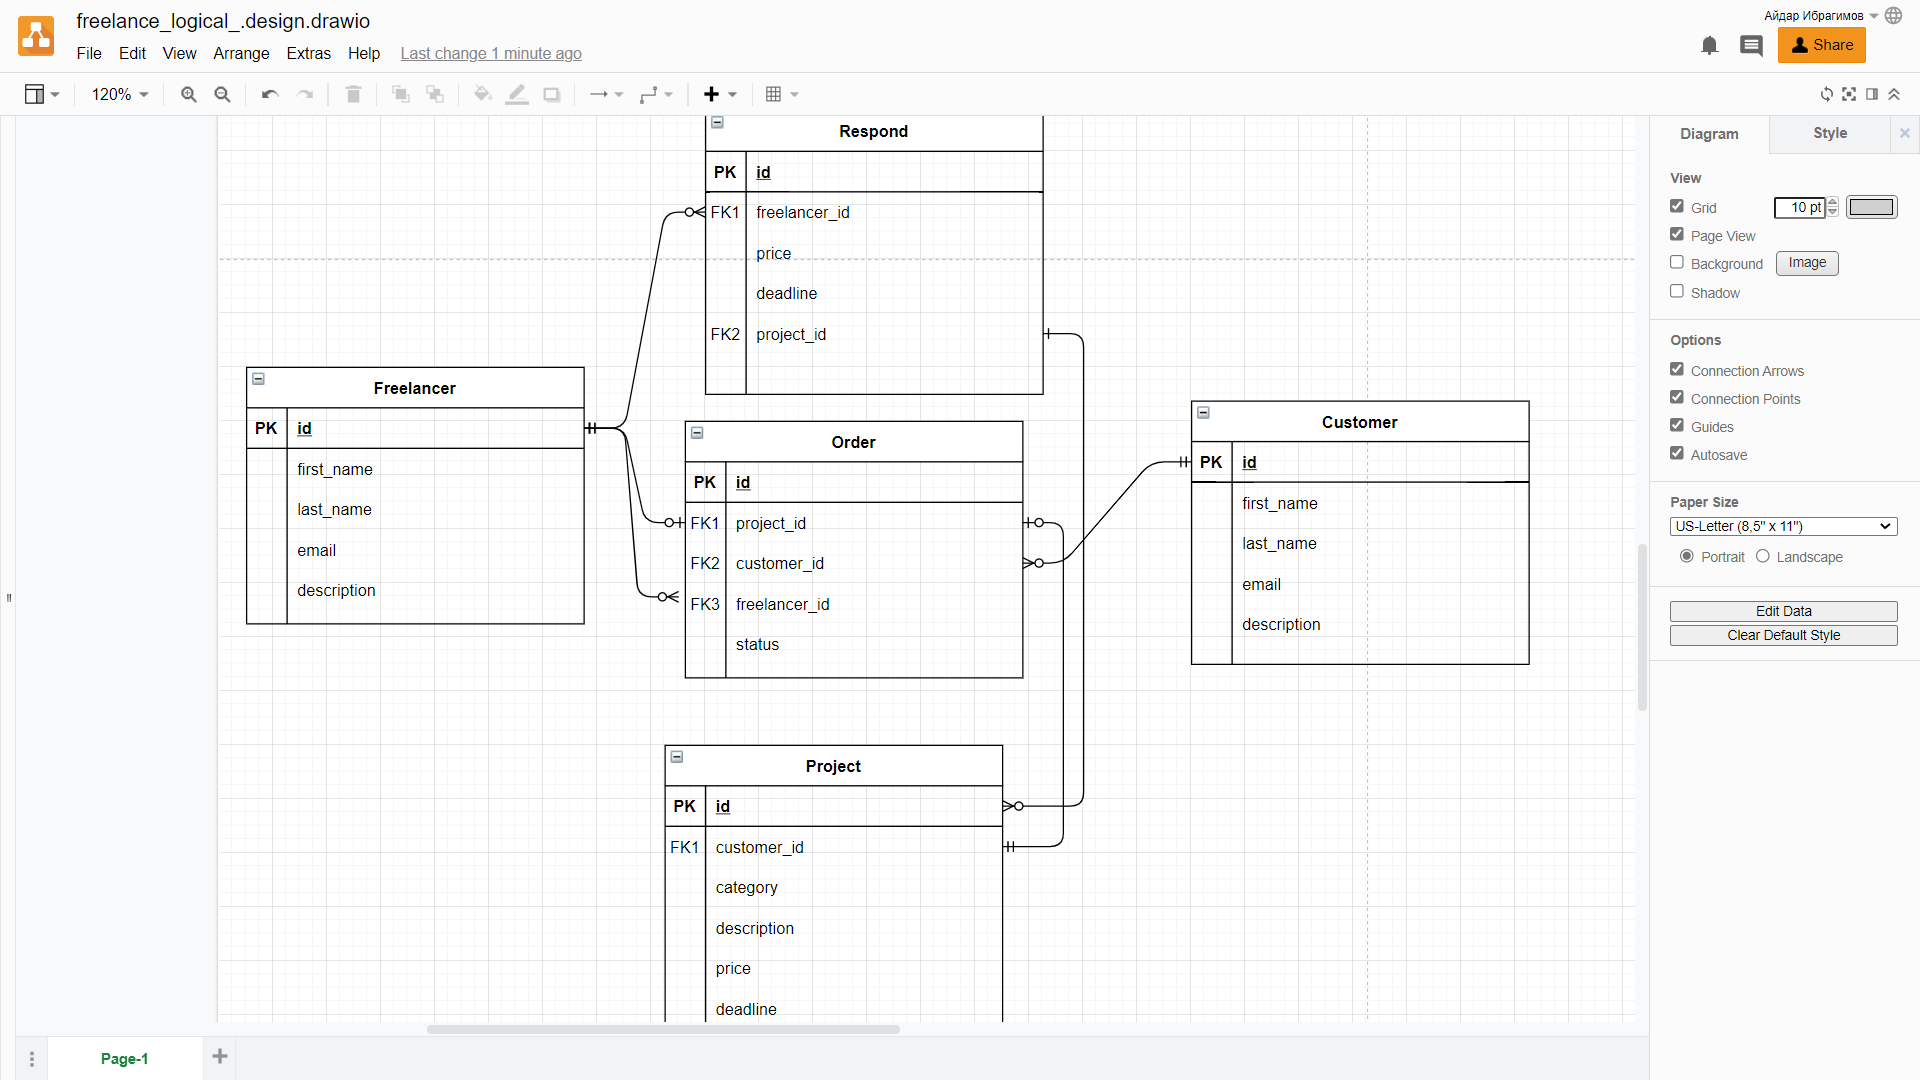 freelance_logical_.design.drawio
Айдар Ибрагимов
File Edit View Arrange Extras Help Last change 1 minute ago
Share
120%
Respond
PK id
FK1 freelancer_id
price
deadline
FK2 project_id
Freelancer
PK id
first_name
last_name
email
description
Order
PK id
FK1 project_id
FK2 customer_id
FK3 freelancer_id
status
Customer
PK id
first_name
last_name
email
description
Project
PK id
FK1 customer_id
category
description
price
deadline
Diagram Style
View
Grid 10 pt
Page View
Background Image
Shadow
Options
Connection Arrows
Connection Points
Guides
Autosave
Paper Size
US-Letter (8,5" x 11")
Portrait Landscape
Edit Data
Clear Default Style
Page-1